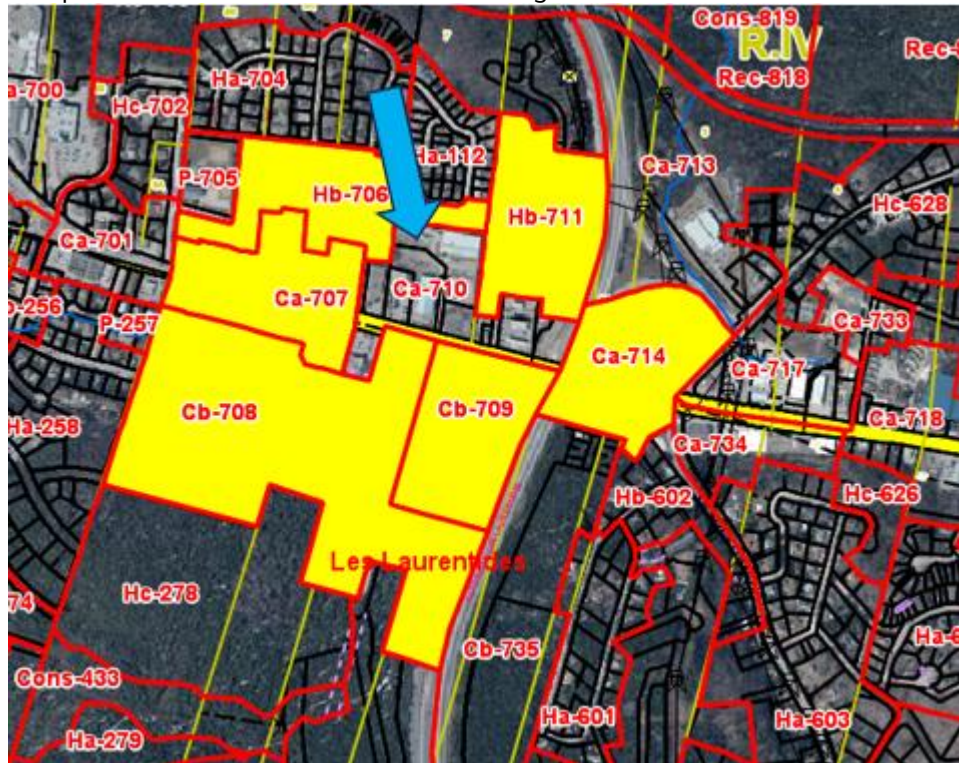 Cons-819
R.IV
Rec-818
a-700
Ha-704
Hc-702
Ha-112
Ca-713
P-705
Hb-706
Hb-711
Hc-628
Ca-701
Ca-710
Ca-707
P-257
Ca-733
Ca-714
Ca-717
Cb-708
Cb-709
Ha-258
Ca-718
Ca-734
Hb-602
Hc-626
Les Laurentides
Hc-278
74
Cons-433
Cb-735
Ha-279
Ha-601
Ha-603